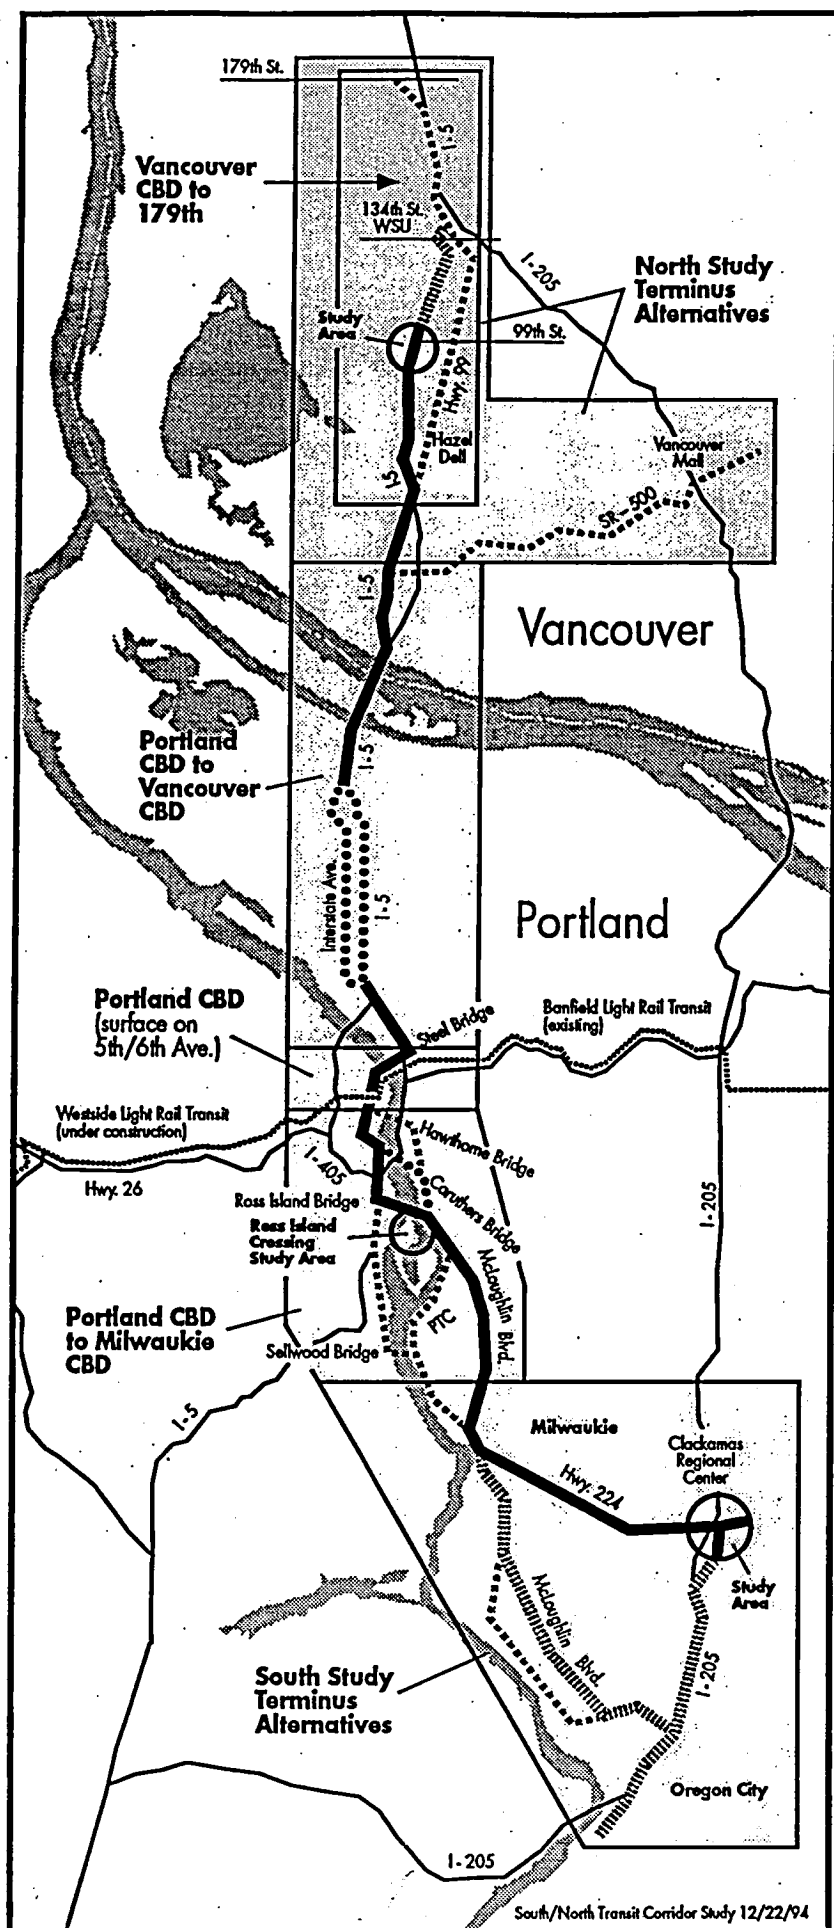 179th St.
I-5
Vancouver
CBD to
179th
134th St.
WSU
I-205
North Study
Terminus
Alternatives
Study
Area
99th St.
Hwy. 99
Hazel
Dell
I-5
Vancouver
Mall
SR-500
I-5
Vancouver
Portland
CBD to
Vancouver
CBD
I-5
Interstate Ave.
I-5
Portland
Portland CBD
(surface on
5th/6th Ave.)
Steel Bridge
Banfield Light Rail Transit
(existing)
Westside Light Rail Transit
(under construction)
Hwy. 26
I-405
Hawthorne Bridge
Caruthers Bridge
I-205
Ross Island Bridge
Ross Island
Crossing
Study Area
McLoughlin Blvd.
PTC
Portland CBD
to Milwaukie
CBD
Sellwood Bridge
I-5
Milwaukie
Clackamas
Regional
Center
Hwy. 224
Study
Area
McLoughlin Blvd.
I-205
South Study
Terminus
Alternatives
Oregon City
I-205
South/North Transit Corridor Study 12/22/94